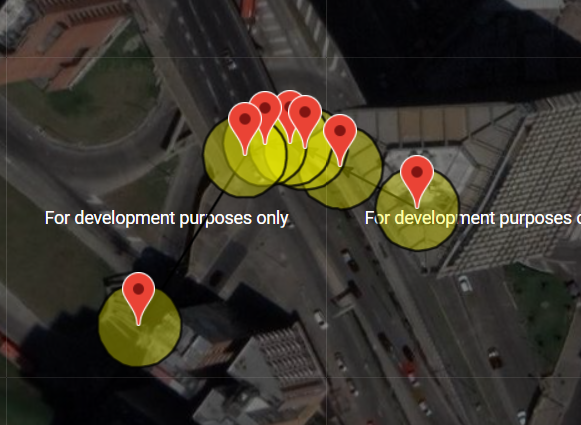 For development purposes only
For development purposes o